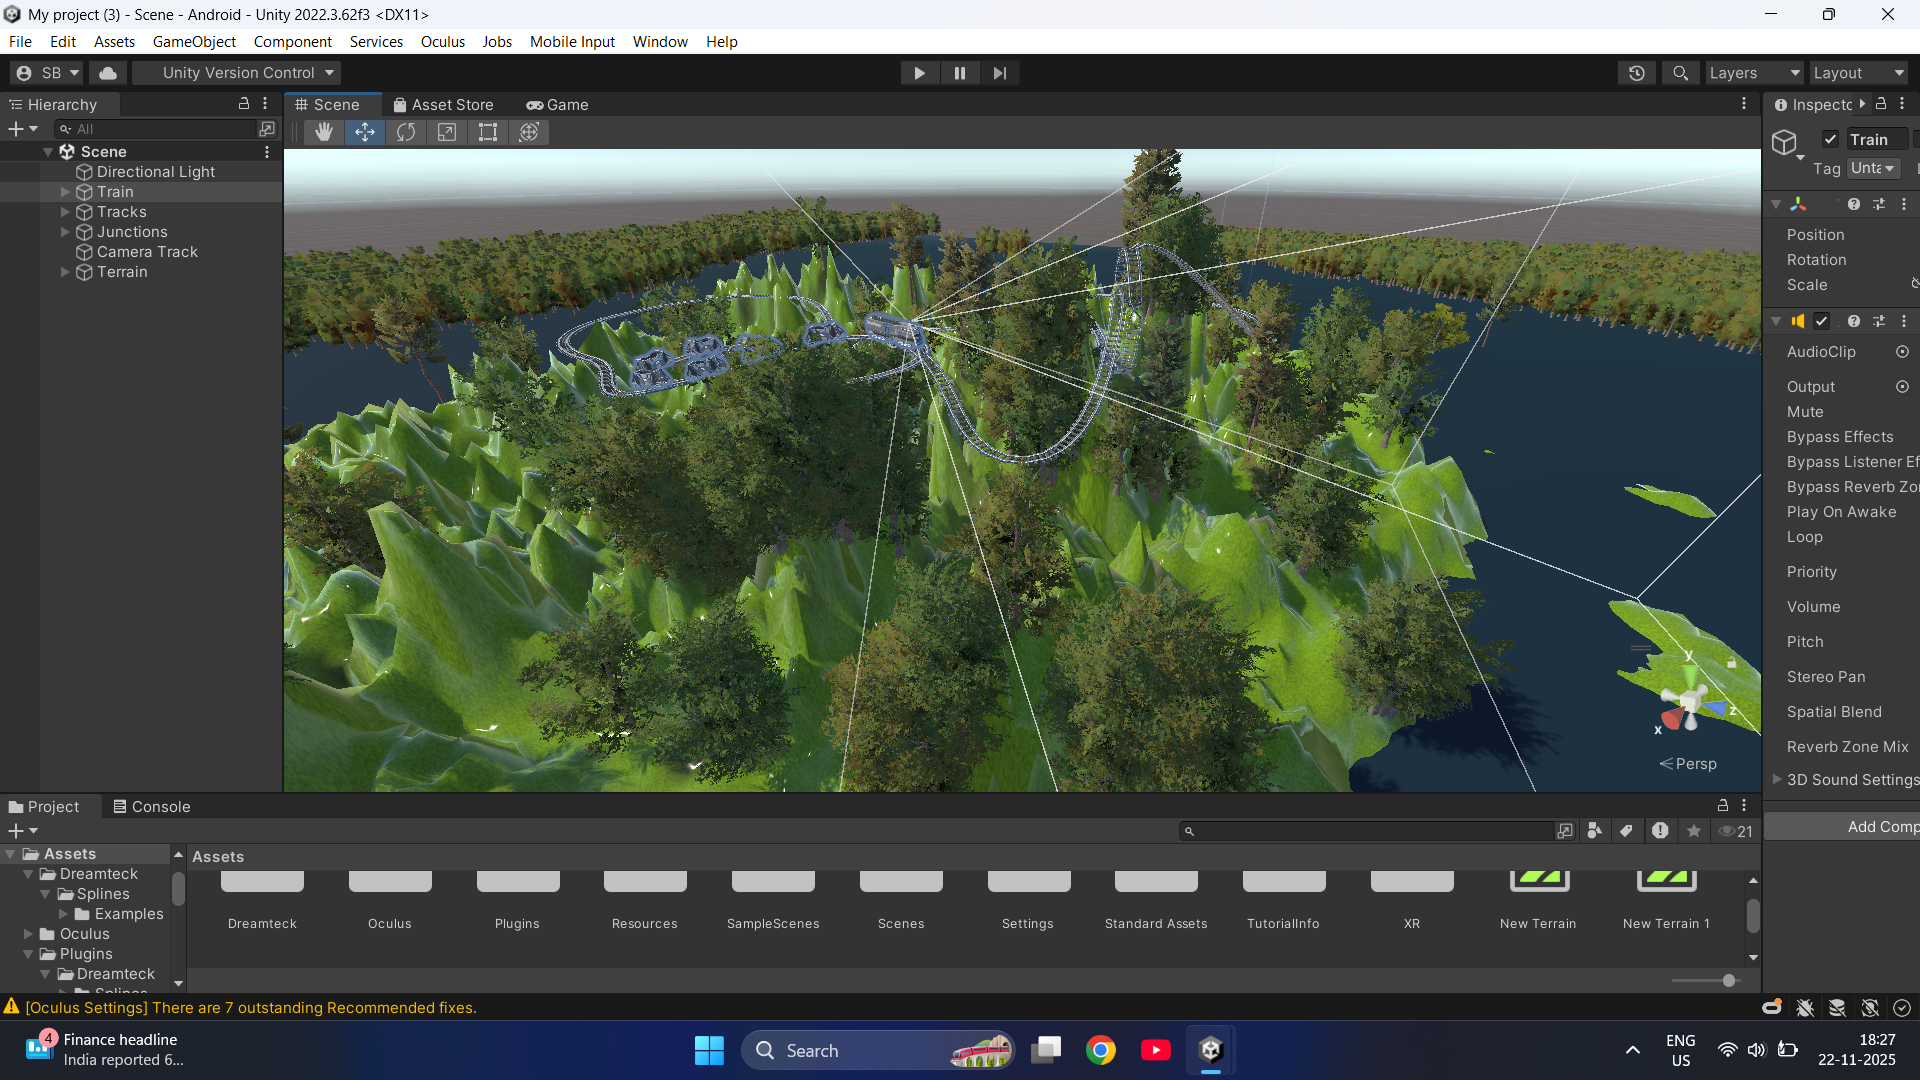 My project (3) - Scene - Android - Unity 2022.3.62f3 <DX11>
File Edit Assets GameObject Component Services Oculus Jobs Mobile Input Window Help
SB Unity Version Control Layers Layout
Hierarchy
All
Scene
Directional Light
Train
Tracks
Junctions
Camera Track
Terrain
Scene Asset Store Game
y
x
z
Persp
Inspecto
Train
Tag Unta
Position
Rotation
Scale
AudioClip
Output
Mute
Bypass Effects
Bypass Listener Ef
Bypass Reverb Zo
Play On Awake
Loop
Priority
Volume
Pitch
Stereo Pan
Spatial Blend
Reverb Zone Mix
3D Sound Settings
Add Comp
Project Console
21
Assets
Dreamteck
Splines
Examples
Oculus
Plugins
Dreamteck
Splines
Assets
Dreamteck Oculus Plugins Resources SampleScenes Scenes Settings Standard Assets TutorialInfo XR New Terrain New Terrain 1
[Oculus Settings] There are 7 outstanding Recommended fixes.
4
Finance headline
India reported 6...
Search
ENG
US
18:27
22-11-2025